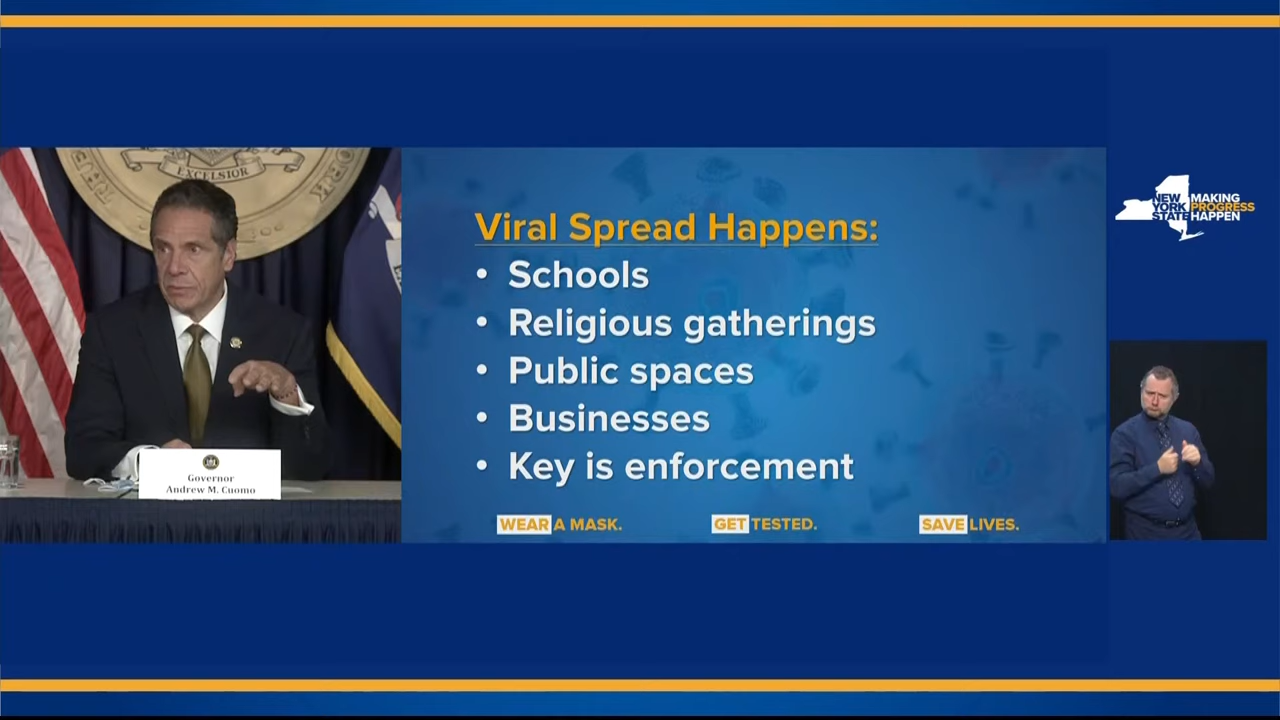 EXCELSIOR
Governor
Andrew M. Cuomo
Viral Spread Happens:
• Schools
• Religious gatherings
• Public spaces
• Businesses
• Key is enforcement
WEAR A MASK.
GET TESTED.
SAVE LIVES.
NEW
YORK
STATE
MAKING
PROGRESS
HAPPEN